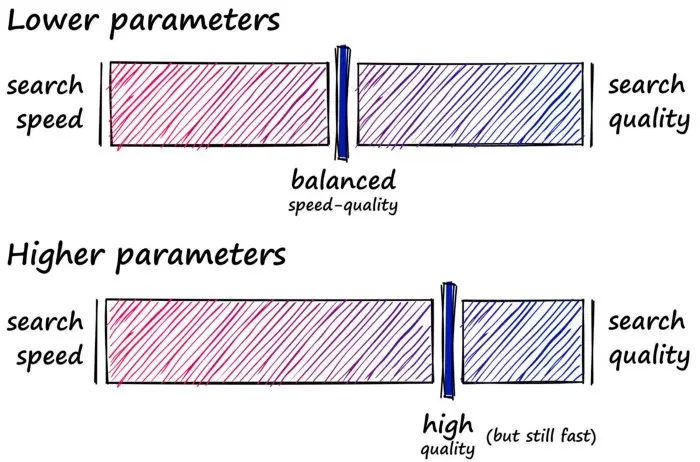 Lower parameters
search
speed
search
quality
balanced
speed-quality
Higher parameters
search
speed
search
quality
high
quality
(but still fast)